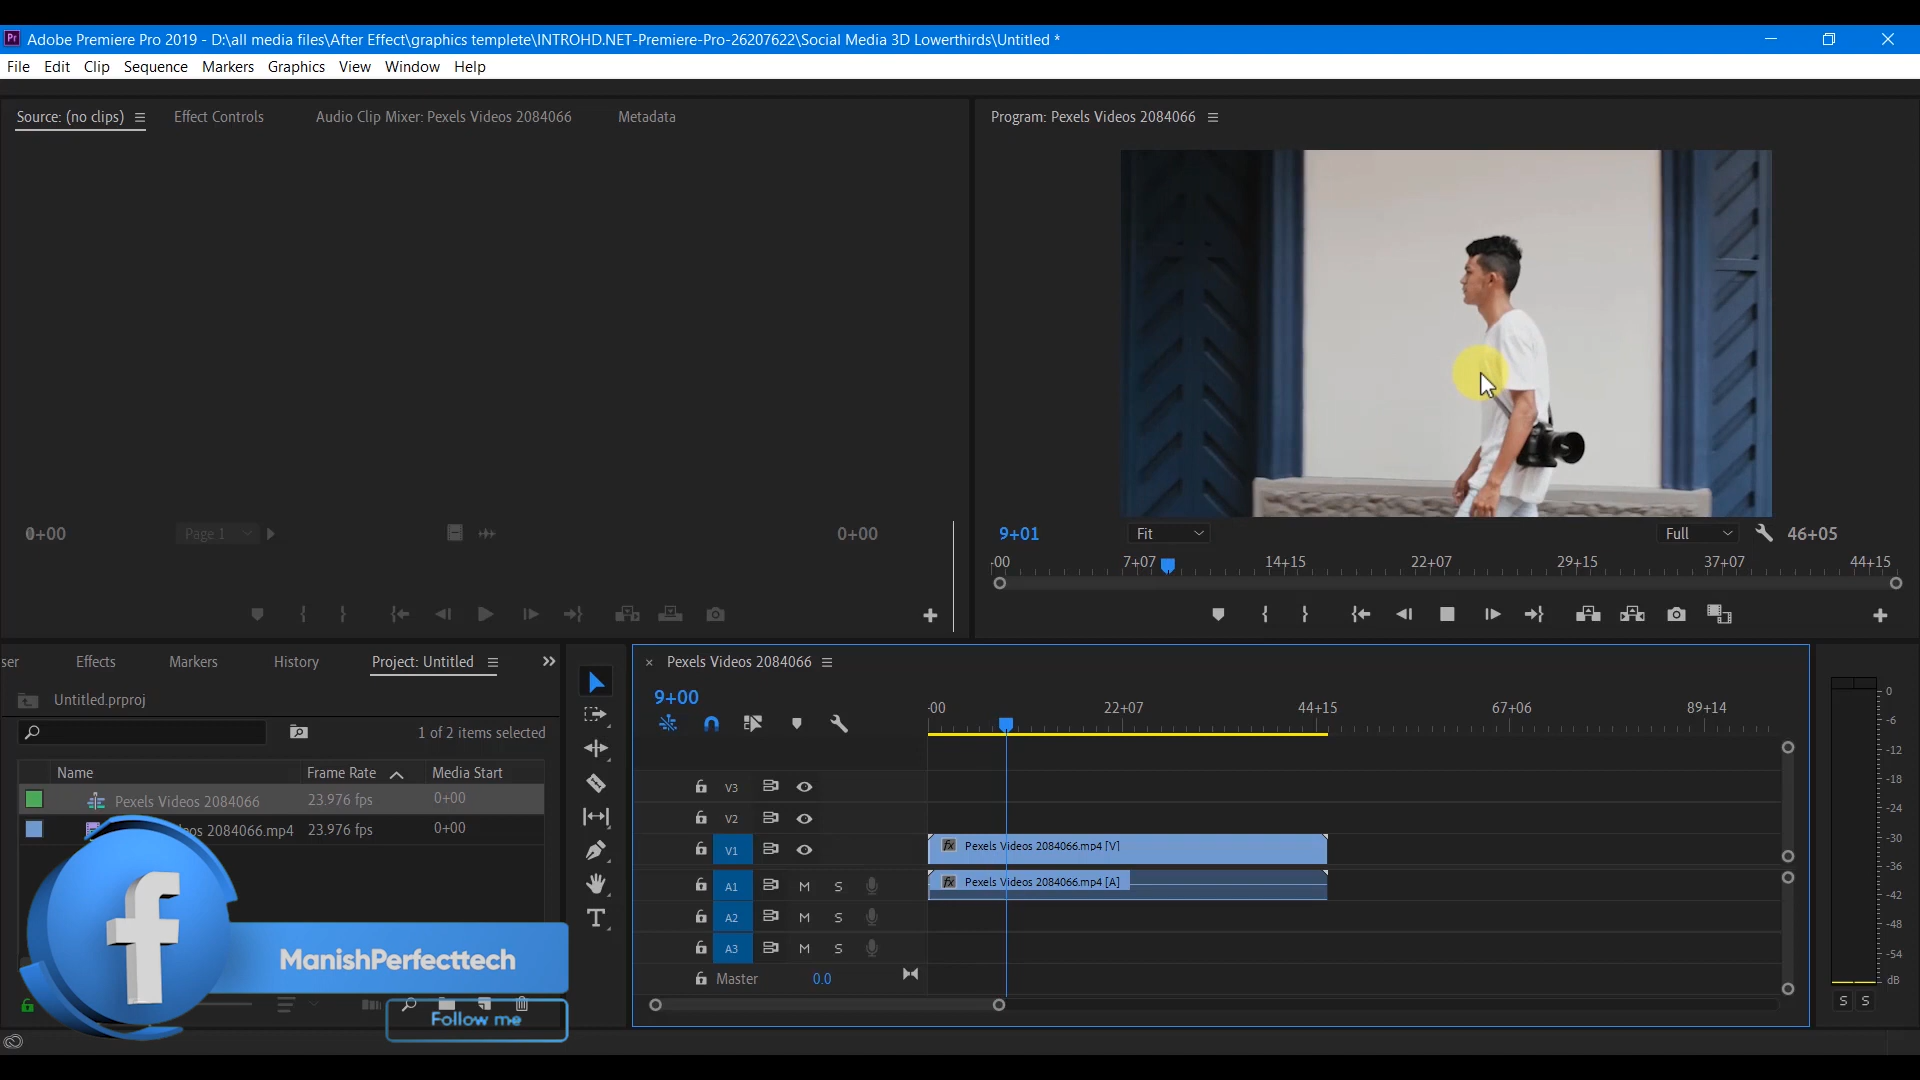 Pr Adobe Premiere Pro 2019 - D:\all media files\After Effect\graphics templete\INTROHD.NET-Premiere-Pro-26207622\Social Media 3D Lowerthirds\Untitled *
File Edit Clip Sequence Markers Graphics View Window Help
Source: (no clips) Effect Controls Audio Clip Mixer: Pexels Videos 2084066 Metadata
Program: Pexels Videos 2084066
0+00 Page 1 0+00
9+01 Fit Full 46+05
:00 7+07 14+15 22+07 29+15 37+07 44+15
ser Effects Markers History Project: Untitled
Untitled.prproj
1 of 2 items selected
Name Frame Rate Media Start
Pexels Videos 2084066 23.976 fps 0+00
eos 2084066.mp4 23.976 fps 0+00
f
ManishPerfecttech
Follow me
T
Pexels Videos 2084066
9+00
:00 22+07 44+15 67+06 89+14
V3
V2
V1 fx Pexels Videos 2084066.mp4 [V]
A1 M S fx Pexels Videos 2084066.mp4 [A]
A2 M S
A3 M S
Master 0.0
0
-6
-12
-18
-24
-30
-36
-42
-48
-54
dB
S S